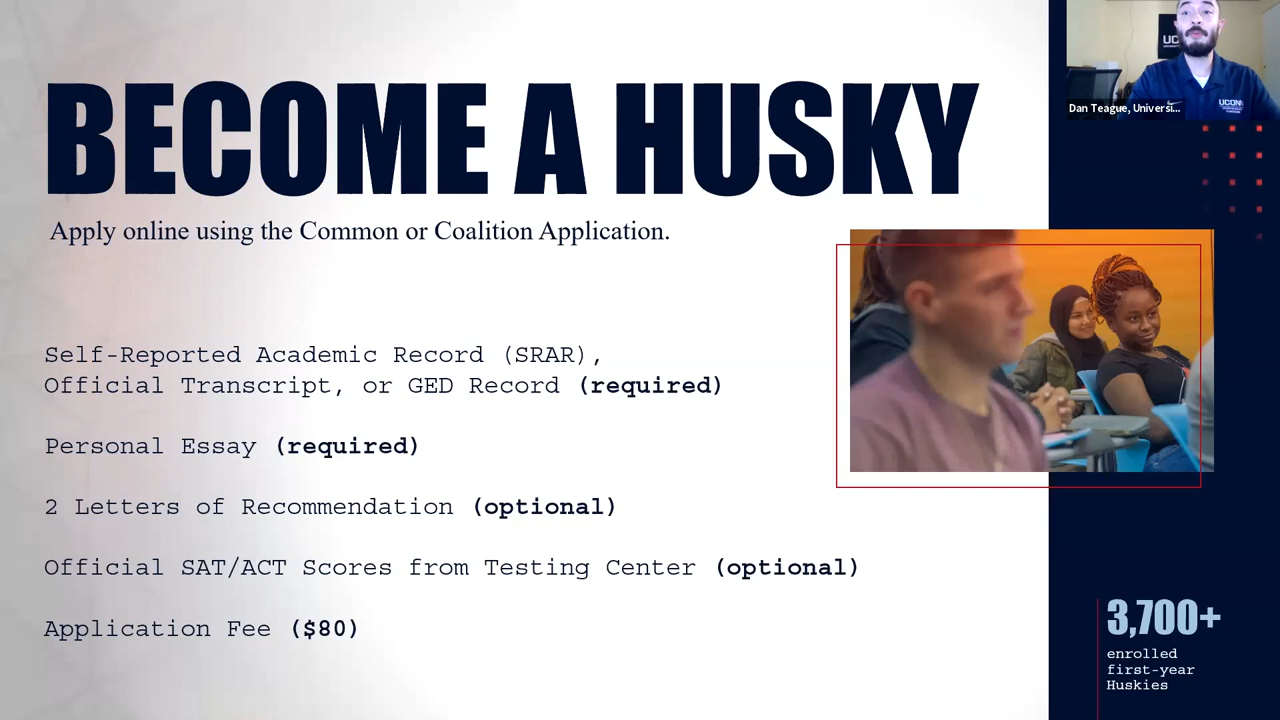 BECOME A HUSKY
Apply online using the Common or Coalition Application.
Self-Reported Academic Record (SRAR),
Official Transcript, or GED Record (required)
Personal Essay (required)
2 Letters of Recommendation (optional)
Official SAT/ACT Scores from Testing Center (optional)
Application Fee ($80)
UC
Dan Teague, Universi...
UCONN
3,700+
enrolled
first-year
Huskies